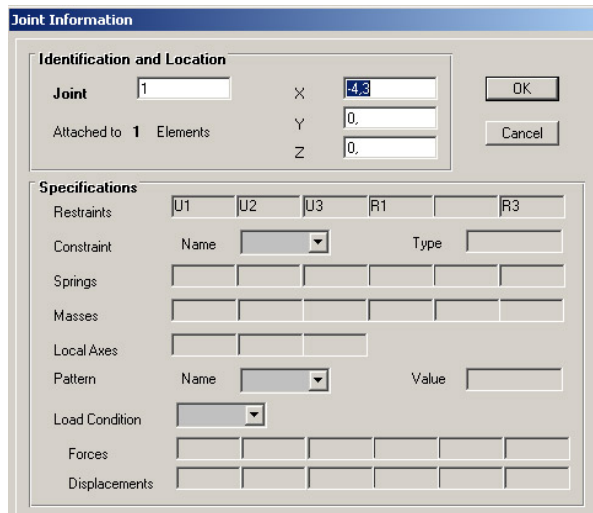 Joint Information
Identification and Location
Joint 1 X -4,3 OK
Attached to 1 Elements Y 0, Cancel
Z 0,
Specifications
Restraints U1 U2 U3 R1 R3
Constraint Name Type
Springs
Masses
Local Axes
Pattern Name Value
Load Condition
Forces
Displacements